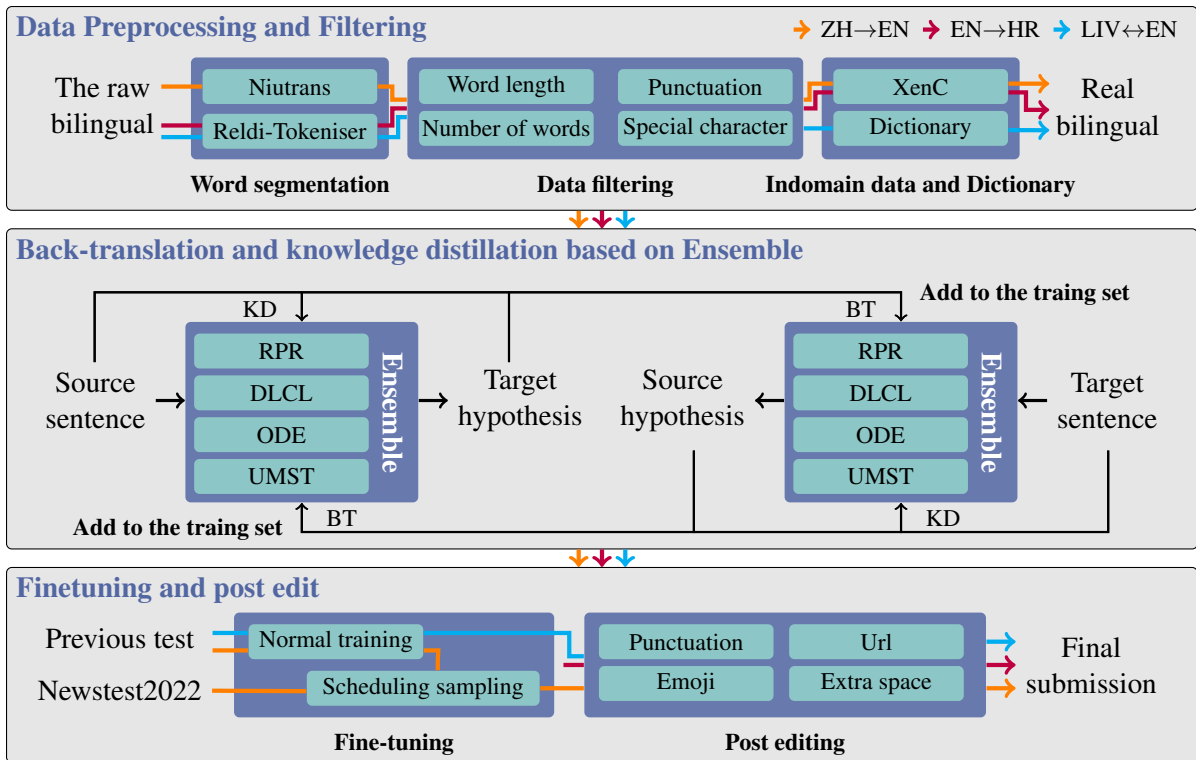 Data Preprocessing and Filtering
ZH→EN EN→HR LIV↔EN
The raw
bilingual
Niutrans
Reldi-Tokeniser
Word length Punctuation
Number of words Special character
XenC
Dictionary
Real
bilingual
Word segmentation Data filtering Indomain data and Dictionary
Back-translation and knowledge distillation based on Ensemble
Add to the traing set
KD BT
Source
sentence
RPR
DLCL
ODE
UMST
Ensemble
Target
hypothesis
Source
hypothesis
RPR
DLCL
ODE
UMST
Ensemble
Target
sentence
Add to the traing set
BT KD
Finetuning and post edit
Previous test
Newstest2022
Normal training
Scheduling sampling
Punctuation Url
Emoji Extra space
Final
submission
Fine-tuning Post editing